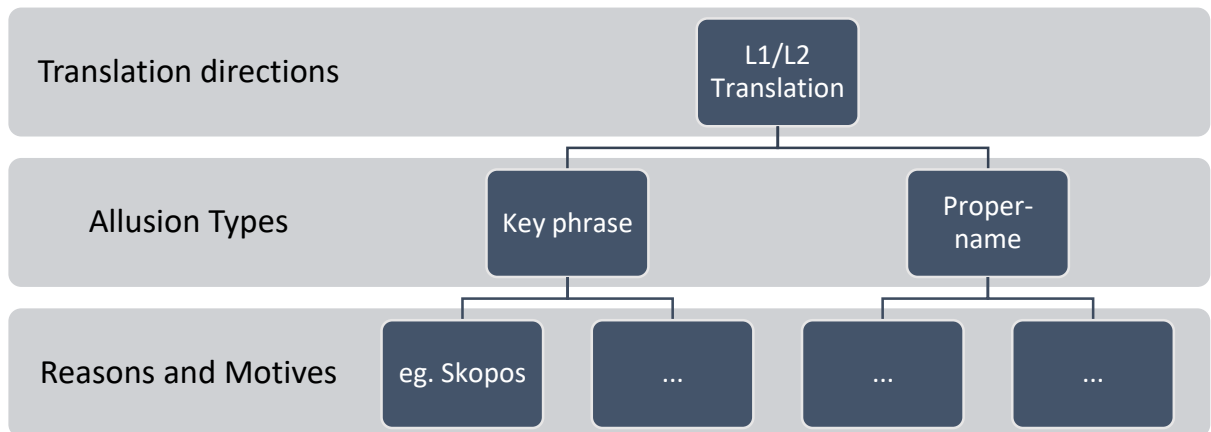 Translation directions
L1/L2
Translation
Allusion Types
Key phrase
Proper-
name
Reasons and Motives
eg. Skopos
...
...
...